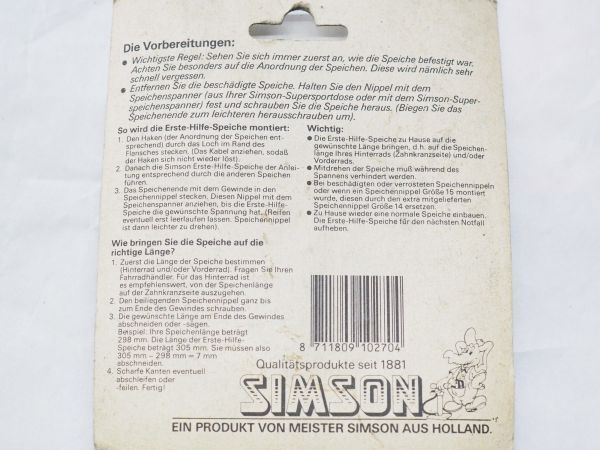 Die Vorbereitungen:
• Wichtigste Regel: Sehen Sie sich immer zuerst an, wie die Speiche befestigt war.
Achten Sie besonders auf die Anordnung der Speichen. Diese wird nämlich sehr
schnell vergessen.
• Entfernen Sie die beschädigte Speiche. Halten Sie den Nippel mit dem
Speichenspanner (aus Ihrer Simson-Supersportdose oder mit dem Simson-Super-
speichenspanner) fest und schrauben Sie die Speiche heraus. (Biegen Sie das
Speichenende zum leichteren herausschrauben um).
So wird die Erste-Hilfe-Speiche montiert:
1. Den Haken (der Anordnung der Speichen ent-
sprechend) durch das Loch im Rand des
Flansches stecken. (Das Kabel anziehen, sodaß
der Haken sich nicht wieder löst).
2. Danach die Simson Erste-Hilfe-Speiche der Anlei-
tung entsprechend durch die anderen Speichen
führen.
3. Das Speichenende mit dem Gewinde in den
Speichennippel stecken. Diesen Nippel mit dem
Speichenspanner anziehen, bis die Erste-Hilfe-
Speiche die gewünschte Spannung hat. (Reifen
eventuell erst leerlaufen lassen. Speichennippel
ist dann leichter zu drehen).
Wie bringen Sie die Speiche auf die
richtige Länge?
1. Zuerst die Länge der Speiche bestimmen
(Hinterrad und/oder Vorderrad). Fragen Sie Ihren
Fahrradhändler. Für das Hinterrad ist
es empfehlenswert, von der Speichenlänge
auf der Zahnkranzseite auszugehen.
2. Den beiliegenden Speichennippel ganz bis
zum Ende des Gewindes schrauben.
3. Die gewünschte Länge am Ende des Gewindes
abschneiden oder -sägen.
Beispiel: Ihre Speichenlänge beträgt
298 mm. Die Länge der Erste-Hilfe-
Speiche beträgt 305 mm. Sie müssen also
305 mm – 298 mm = 7 mm
abschneiden.
4. Scharfe Kanten eventuell
abschleifen oder
-feilen. Fertig!
Wichtig:
• Die Erste-Hilfe-Speiche zu Hause auf die
gewünschte Länge bringen, d.h. auf die Speichen-
länge Ihres Hinterrads (Zahnkranzseite) und/oder
Vorderrads.
• Mitdrehen der Speiche muß während des
Spannens verhindert werden.
• Bei beschädigten oder verrosteten Speichennippeln
oder wenn ein Speichennippel Größe 15 montiert
wurde, diesen durch den extra mitgelieferten
Speichennippel Größe 14 ersetzen.
• Zu Hause wieder eine normale Speiche einbauen.
Die Erste-Hilfe-Speiche für den nächsten Notfall
aufheben.
8 711809 102704
Qualitätsprodukte seit 1881
SIMSON
EIN PRODUKT VON MEISTER SIMSON AUS HOLLAND.